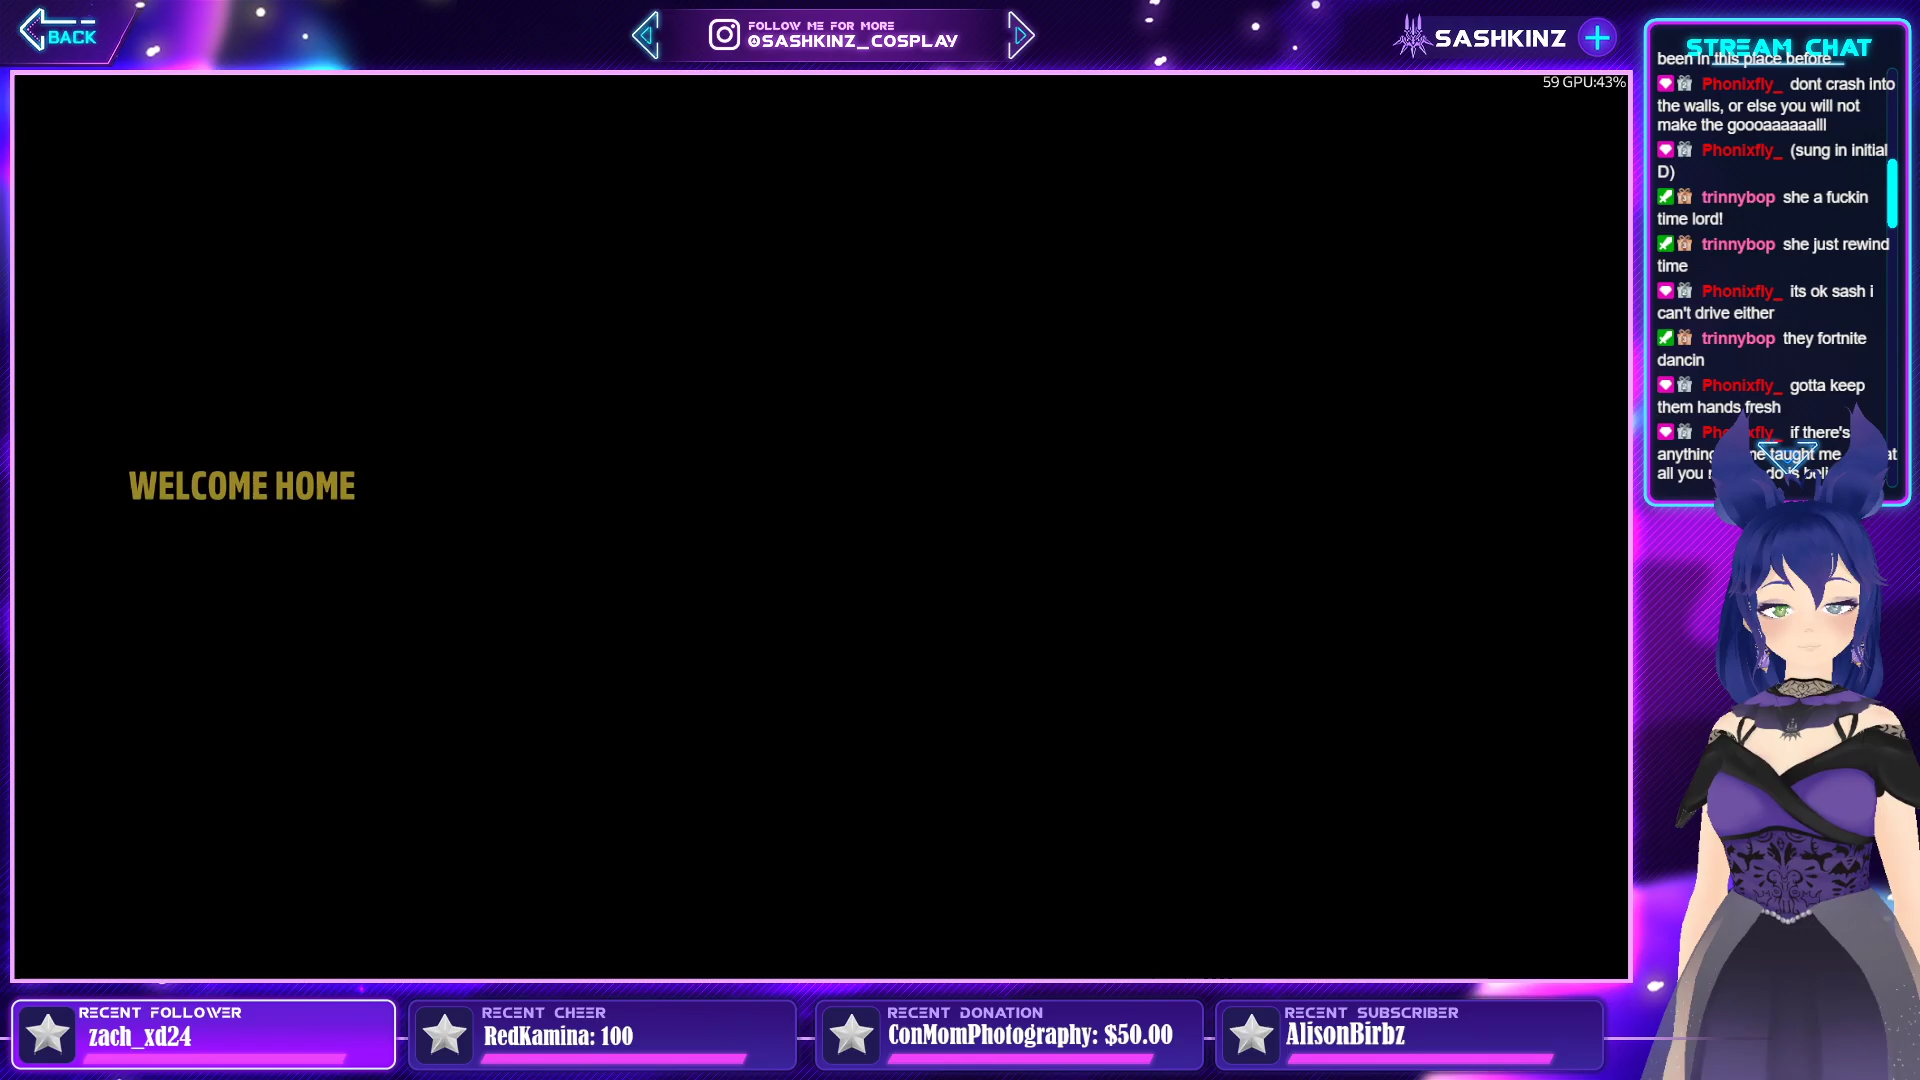 BACK
FOLLOW ME FOR MORE
@SASHKINZ_COSPLAY
SASHKINZ
STREAM CHAT
59 GPU:43%
been in this place before
Phonixfly_ dont crash into
the walls, or else you will not
make the goooaaaaaalll
Phonixfly_ (sung in initial
D)
trinnybop she a fuckin
time lord!
trinnybop she just rewind
time
Phonixfly_ its ok sash i
can't drive either
trinnybop they fortnite
dancin
Phonixfly_ gotta keep
them hands fresh
if there's
anything taught me
all you
WELCOME HOME
RECENT FOLLOWER
zach_xd24
RECENT CHEER
RedKamina: 100
RECENT DONATION
ConMomPhotography: $50.00
RECENT SUBSCRIBER
AlisonBirbz